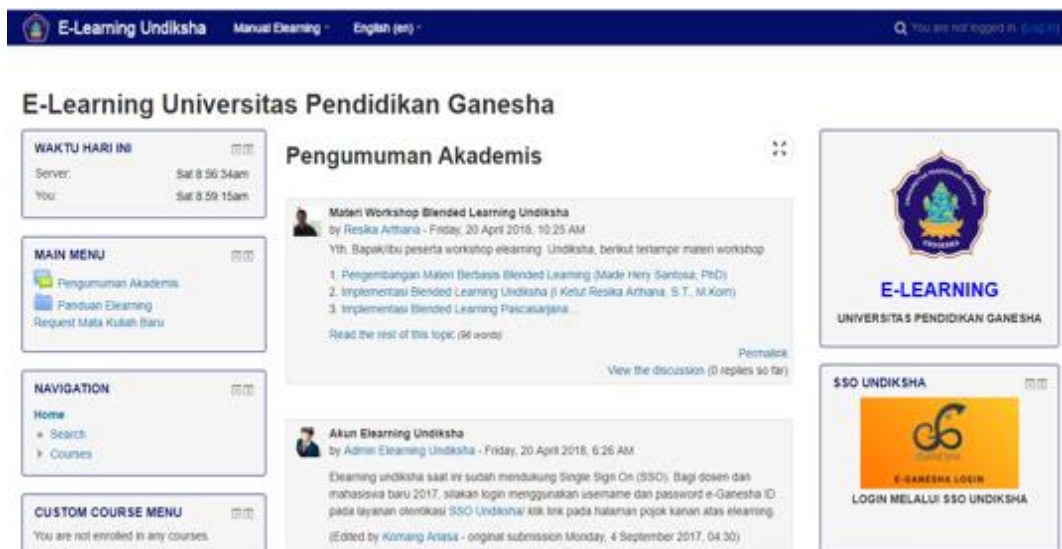 E-Learning Undiksha Manual Elearning English (en) You are not logged in. (Log in)
E-Learning Universitas Pendidikan Ganesha
WAKTU HARI INI
Server: Sat 8:56:34am
You: Sat 8:59:15am
MAIN MENU
Pengumuman Akademis
Panduan Elearning
Request Mata Kuliah Baru
NAVIGATION
Home
Search
Courses
CUSTOM COURSE MENU
You are not enrolled in any courses.
Pengumuman Akademis
Materi Workshop Blended Learning Undiksha
by Resika Arthana - Friday, 20 April 2018, 10:25 AM
Yth. Bapak/Ibu peserta workshop elearning Undiksha, berikut terlampir materi workshop
1. Pengembangan Materi Berbasis Blended Learning (Made Hery Santosa, PhD)
2. Implementasi Blended Learning Undiksha (I Ketut Resika Arthana, S.T., M.Kom)
3. Implementasi Blended Learning Pascasarjana...
Read the rest of this topic (96 words)
Permalink
View the discussion (0 replies so far)
Akun Elearning Undiksha
by Admin Elearning Undiksha - Friday, 20 April 2018, 6:26 AM
Elearning undiksha saat ini sudah mendukung Single Sign On (SSO). Bagi dosen dan
mahasiswa baru 2017, silakan login menggunakan username dan password e-Ganesha ID
pada layanan otentikasi SSO Undiksha/ klik link pada halaman pojok kanan atas elearning.
(Edited by Komang Ariasa - original submission Monday, 4 September 2017, 04:30)
UNDIKSHA
E-LEARNING
UNIVERSITAS PENDIDIKAN GANESHA
SSO UNDIKSHA
E-GANESHA LOGIN
LOGIN MELALUI SSO UNDIKSHA